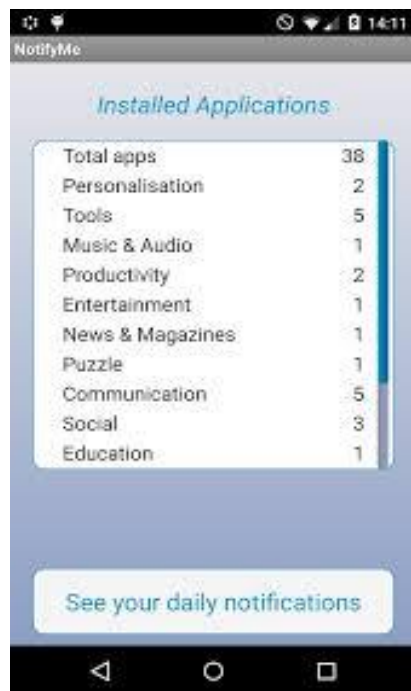 14:11
NotifyMe
Installed Applications
Total apps 38
Personalisation 2
Tools 5
Music & Audio 1
Productivity 2
Entertainment 1
News & Magazines 1
Puzzle 1
Communication 5
Social 3
Education 1
See your daily notifications